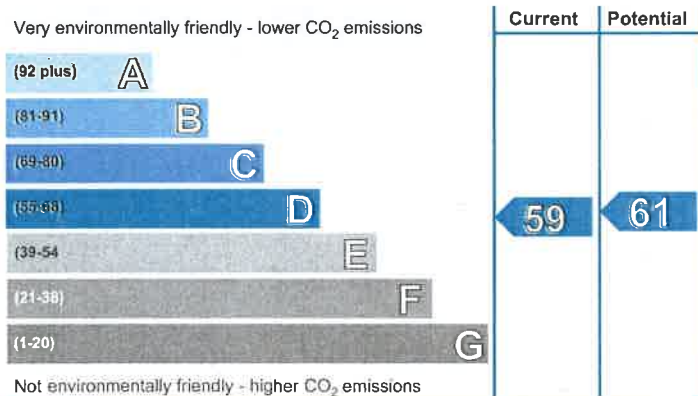 Very environmentally friendly - lower CO₂ emissions
Current
Potential
(92 plus) A
(81-91) B
(69-80) C
(55-68) D
59
61
(39-54 E
(21-38) F
(1-20) G
Not environmentally friendly - higher CO₂ emissions